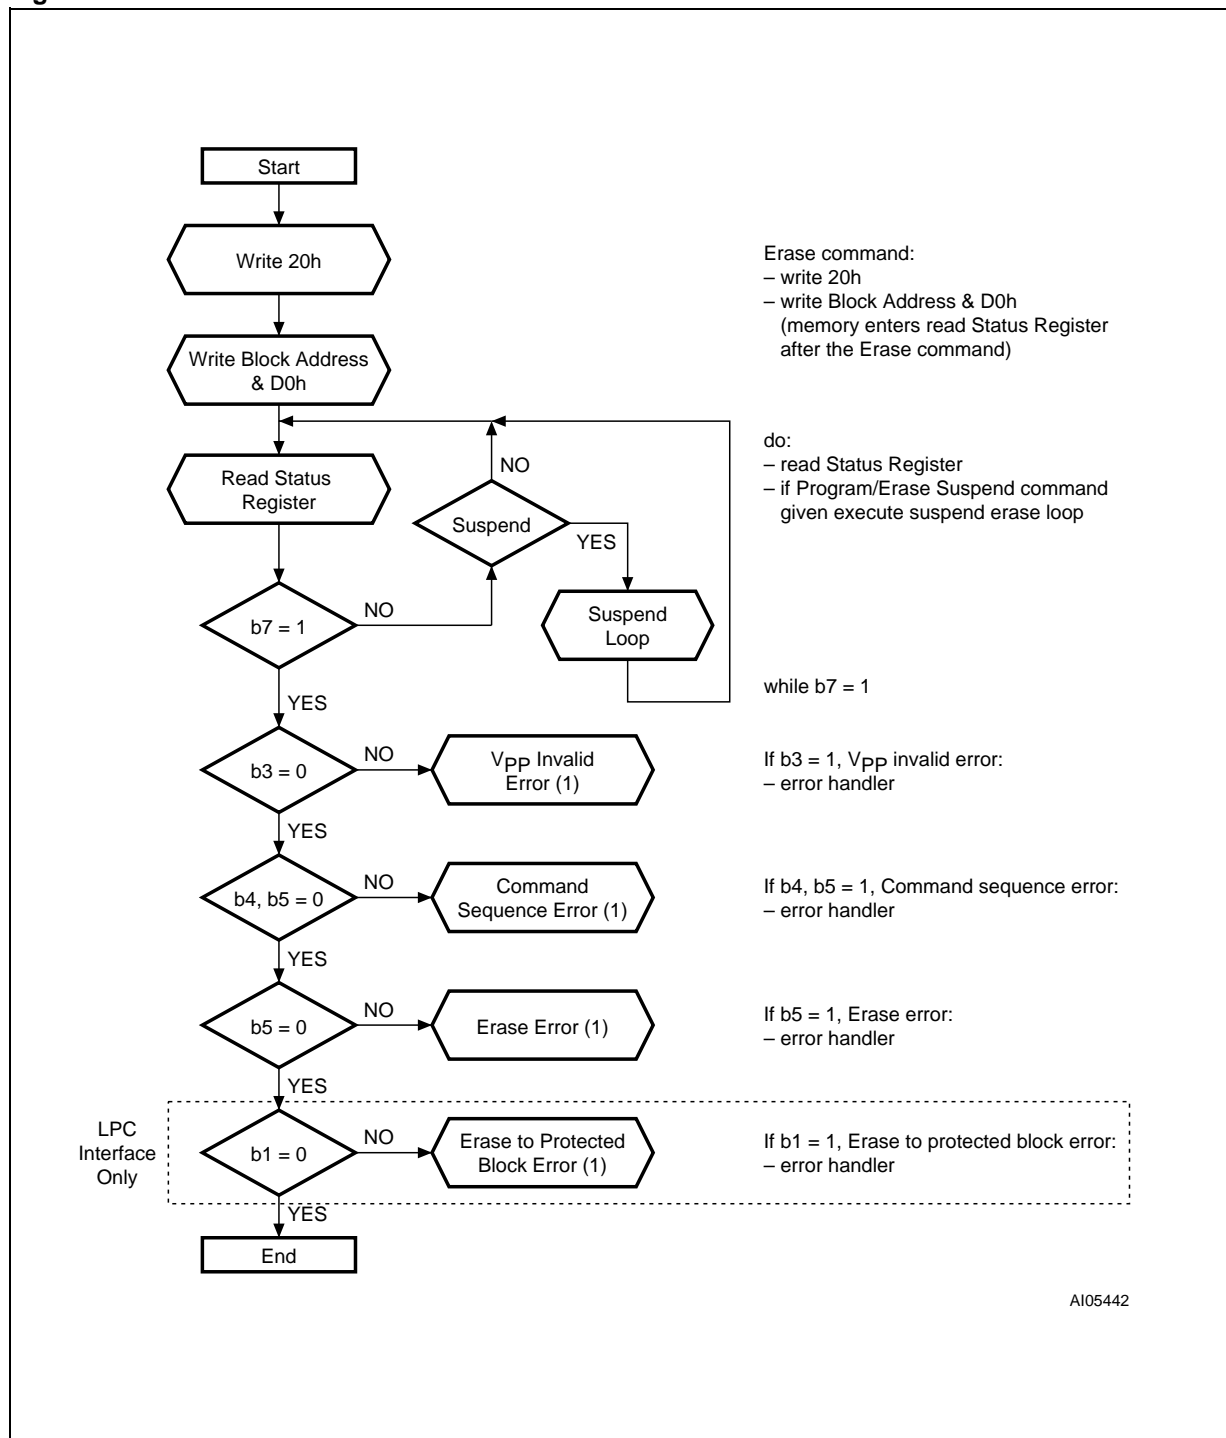 Start
Write 20h
Erase command:
– write 20h
– write Block Address & D0h
(memory enters read Status Register
after the Erase command)
Write Block Address
& D0h
do:
– read Status Register
– if Program/Erase Suspend command
given execute suspend erase loop
Read Status
Register
NO
Suspend
YES
b7 = 1
NO
Suspend
Loop
while b7 = 1
YES
b3 = 0
NO
VPP Invalid
Error (1)
If b3 = 1, VPP invalid error:
– error handler
YES
b4, b5 = 0
NO
Command
Sequence Error (1)
If b4, b5 = 1, Command sequence error:
– error handler
YES
b5 = 0
NO
Erase Error (1)
If b5 = 1, Erase error:
– error handler
YES
LPC
Interface
Only
b1 = 0
NO
Erase to Protected
Block Error (1)
If b1 = 1, Erase to protected block error:
– error handler
YES
End
AI05442